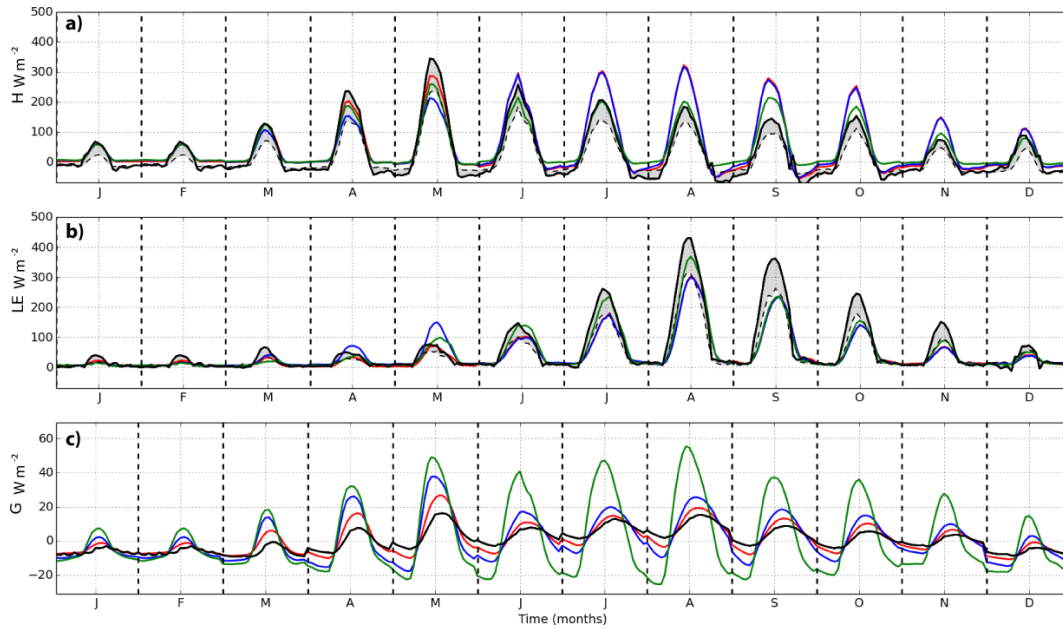 a)
500
400
300
200
100
0
H W m⁻²
J F M A M J J A S O N D
b)
500
400
300
200
100
0
LE W m⁻²
J F M A M J J A S O N D
c)
60
40
20
0
−20
G W m⁻²
J F M A M J J A S O N D
Time (months)